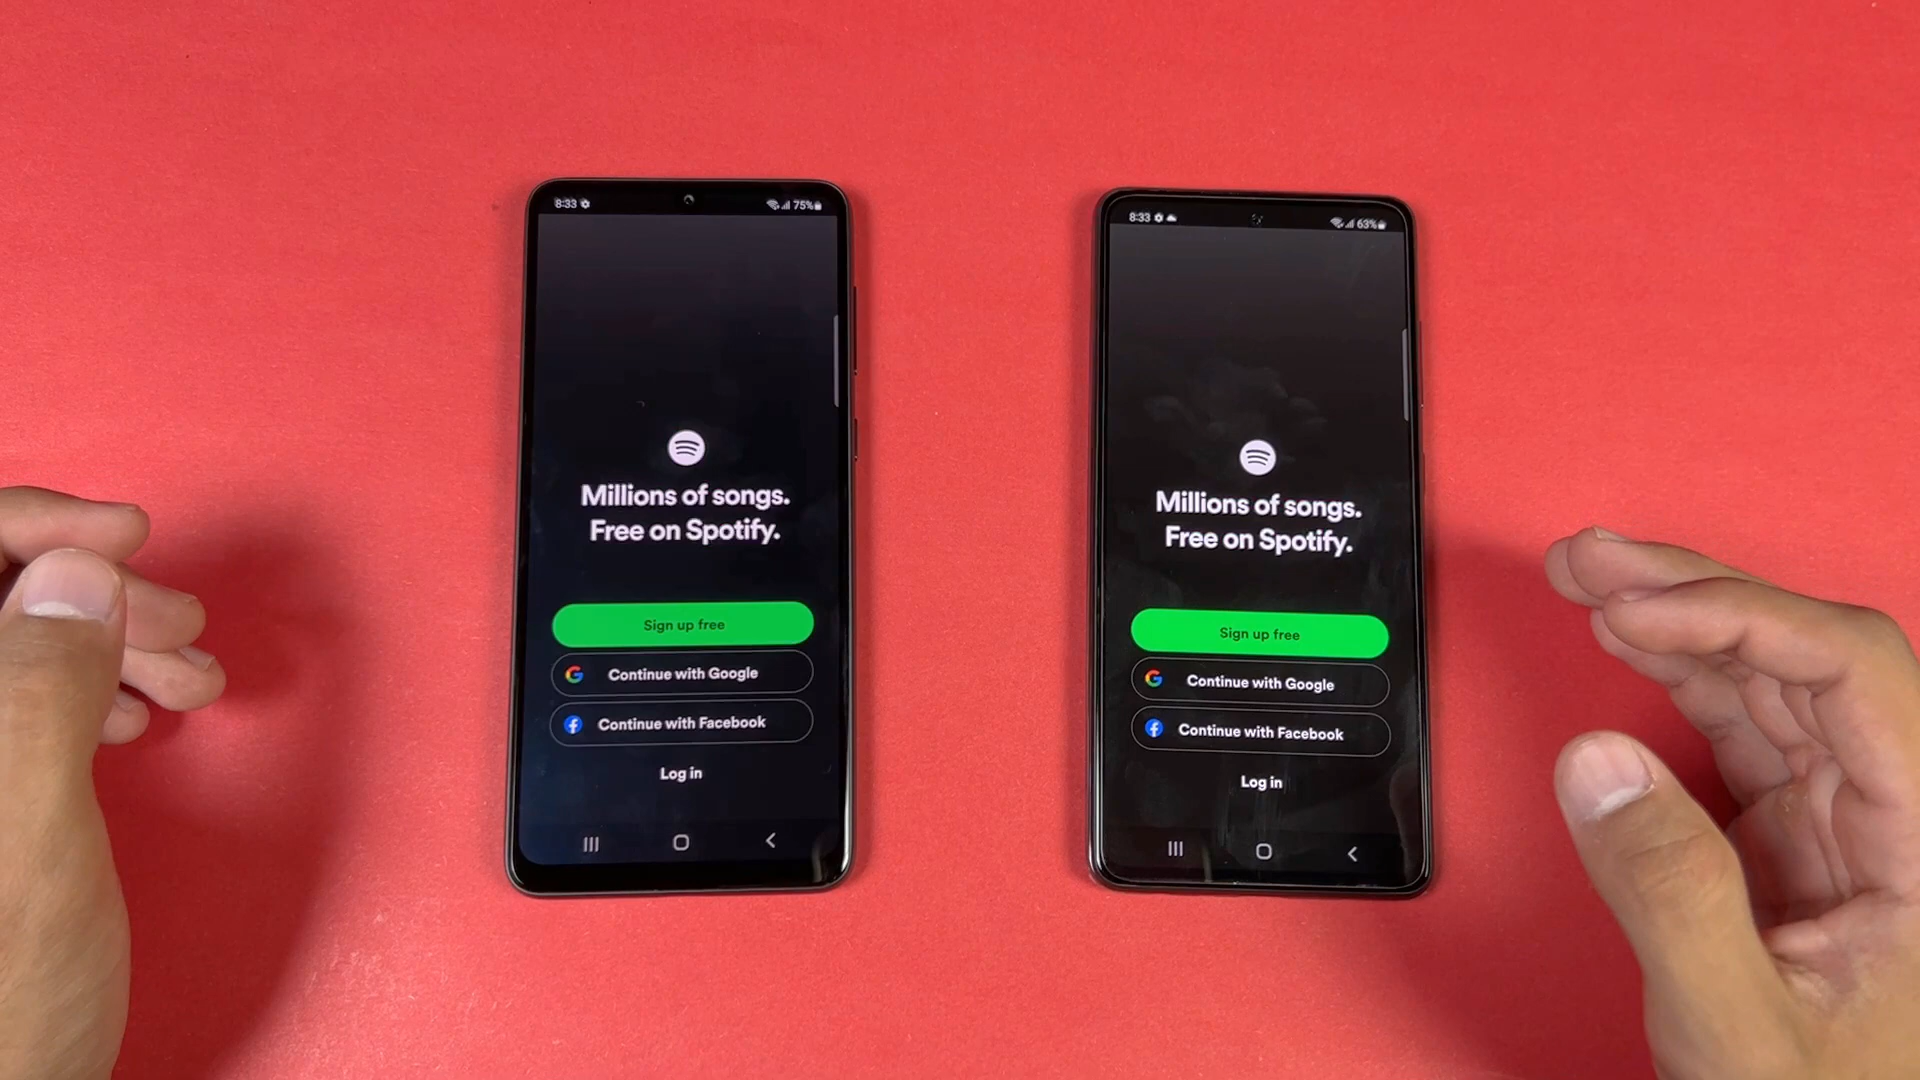 8:33
75%
Millions of songs.
Free on Spotify.
Sign up free
Continue with Google
Continue with Facebook
Log in
8:33
63%
Millions of songs.
Free on Spotify.
Sign up free
Continue with Google
Continue with Facebook
Log in